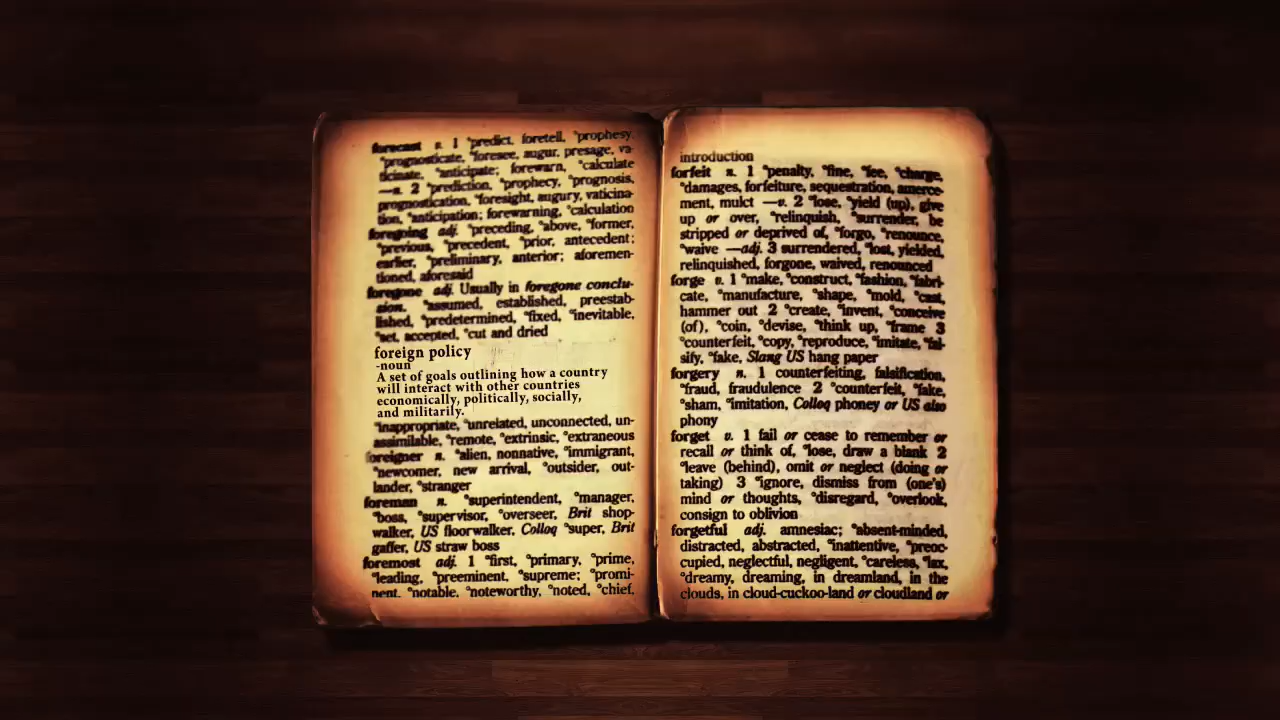 forecast v. 1 °predict, foretell, °prophesy,
°prognosticate, °foresee, augur, presage, va-
ticinate, °anticipate; forewarn, °calculate
—n. 2 °prediction, °prophecy, °prognosis,
prognostication, °foresight, augury, vaticina-
tion, °anticipation; forewarning, °calculation
foregoing adj. °preceding, °above, °former,
°previous, °precedent, °prior, antecedent;
earlier, °preliminary, anterior; aforemen-
tioned, aforesaid
foregone adj. Usually in foregone conclu-
sion. °assumed, established, preestab-
lished, °predetermined, °fixed, °inevitable,
°set, accepted, °cut and dried
foreign policy
-noun
A set of goals outlining how a country
will interact with other countries
economically, politically, socially,
and militarily.
°inappropriate, °unrelated, unconnected, un-
assimilable, °remote, °extrinsic, °extraneous
foreigner n. °alien, nonnative, °immigrant,
°newcomer, new arrival, °outsider, out-
lander, °stranger
foreman n. °superintendent, °manager,
°boss, °supervisor, °overseer, Brit shop-
walker, US floorwalker, Colloq °super, Brit
gaffer, US straw boss
foremost adj. 1 °first, °primary, °prime,
°leading, °preeminent, °supreme; °promi-
nent, °notable, °noteworthy, °noted, °chief,
introduction
forfeit n. 1 °penalty, °fine, °fee, °charge,
°damages, forfeiture, sequestration, amerce-
ment, mulct —v. 2 °lose, °yield (up), give
up or over, °relinquish, °surrender, be
stripped or deprived of, °forgo, °renounce,
°waive —adj. 3 surrendered, °lost, yielded,
relinquished, forgone, waived, renounced
forge v. 1 °make, °construct, °fashion, °fabri-
cate, °manufacture, °shape, °mold, °cast,
hammer out 2 °create, °invent, °conceive
(of), °coin, °devise, °think up, °frame 3
°counterfeit, °copy, °reproduce, °imitate, °fal-
sify, °fake, Slang US hang paper
forgery n. 1 counterfeiting, falsification,
°fraud, fraudulence 2 °counterfeit, °fake,
°sham, °imitation, Colloq phoney or US also
phony
forget v. 1 fail or cease to remember or
recall or think of, °lose, draw a blank 2
°leave (behind), omit or neglect (doing or
taking) 3 °ignore, dismiss from (one's)
mind or thoughts, °disregard, °overlook,
consign to oblivion
forgetful adj. amnesiac; °absent-minded,
distracted, abstracted, °inattentive, °preoc-
cupied, neglectful, negligent, °careless, °lax,
°dreamy, dreaming, in dreamland, in the
clouds, in cloud-cuckoo-land or cloudland or